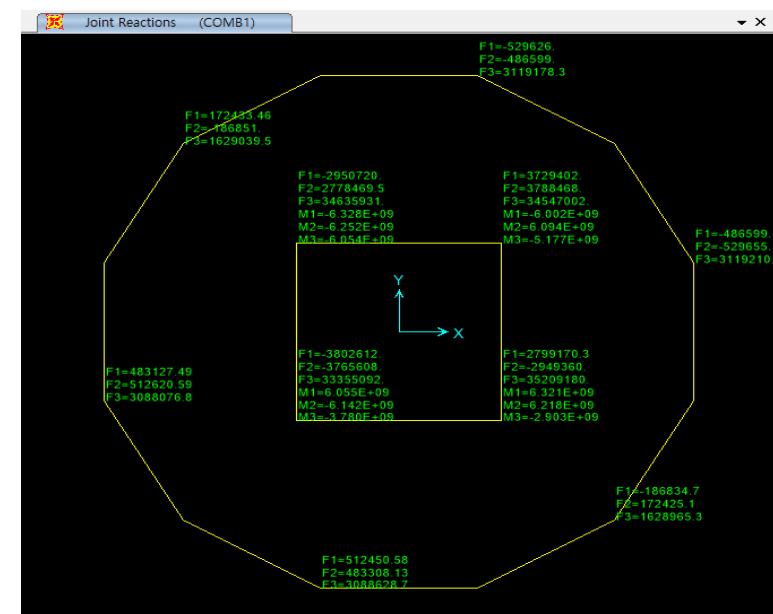 Joint Reactions (COMB1)
F1=-529626.
F2=-486599.
F3=3119178.3
F1=172433.46
F2=-186851.
F3=1629039.5
F1=-2950720.
F2=2778469.5
F3=34635931.
M1=-6.328E+09
M2=-6.252E+09
M3=-6.054E+09
F1=3729402.
F2=3788468.
F3=34547002.
M1=-6.002E+09
M2=6.094E+09
M3=-5.177E+09
F1=-486599.
F2=-529655.
F3=3119210.
Y
X
F1=-3802612.
F2=-3765608.
F3=33355092.
M1=6.055E+09
M2=-6.142E+09
M3=-3.780E+09
F1=2799170.3
F2=-2949360.
F3=35209180.
M1=6.321E+09
M2=6.218E+09
M3=-2.903E+09
F1=483127.49
F2=512620.59
F3=3088076.8
F1=-186834.7
F2=172425.1
F3=1628965.3
F1=512450.58
F2=483308.13
F3=3088628.7